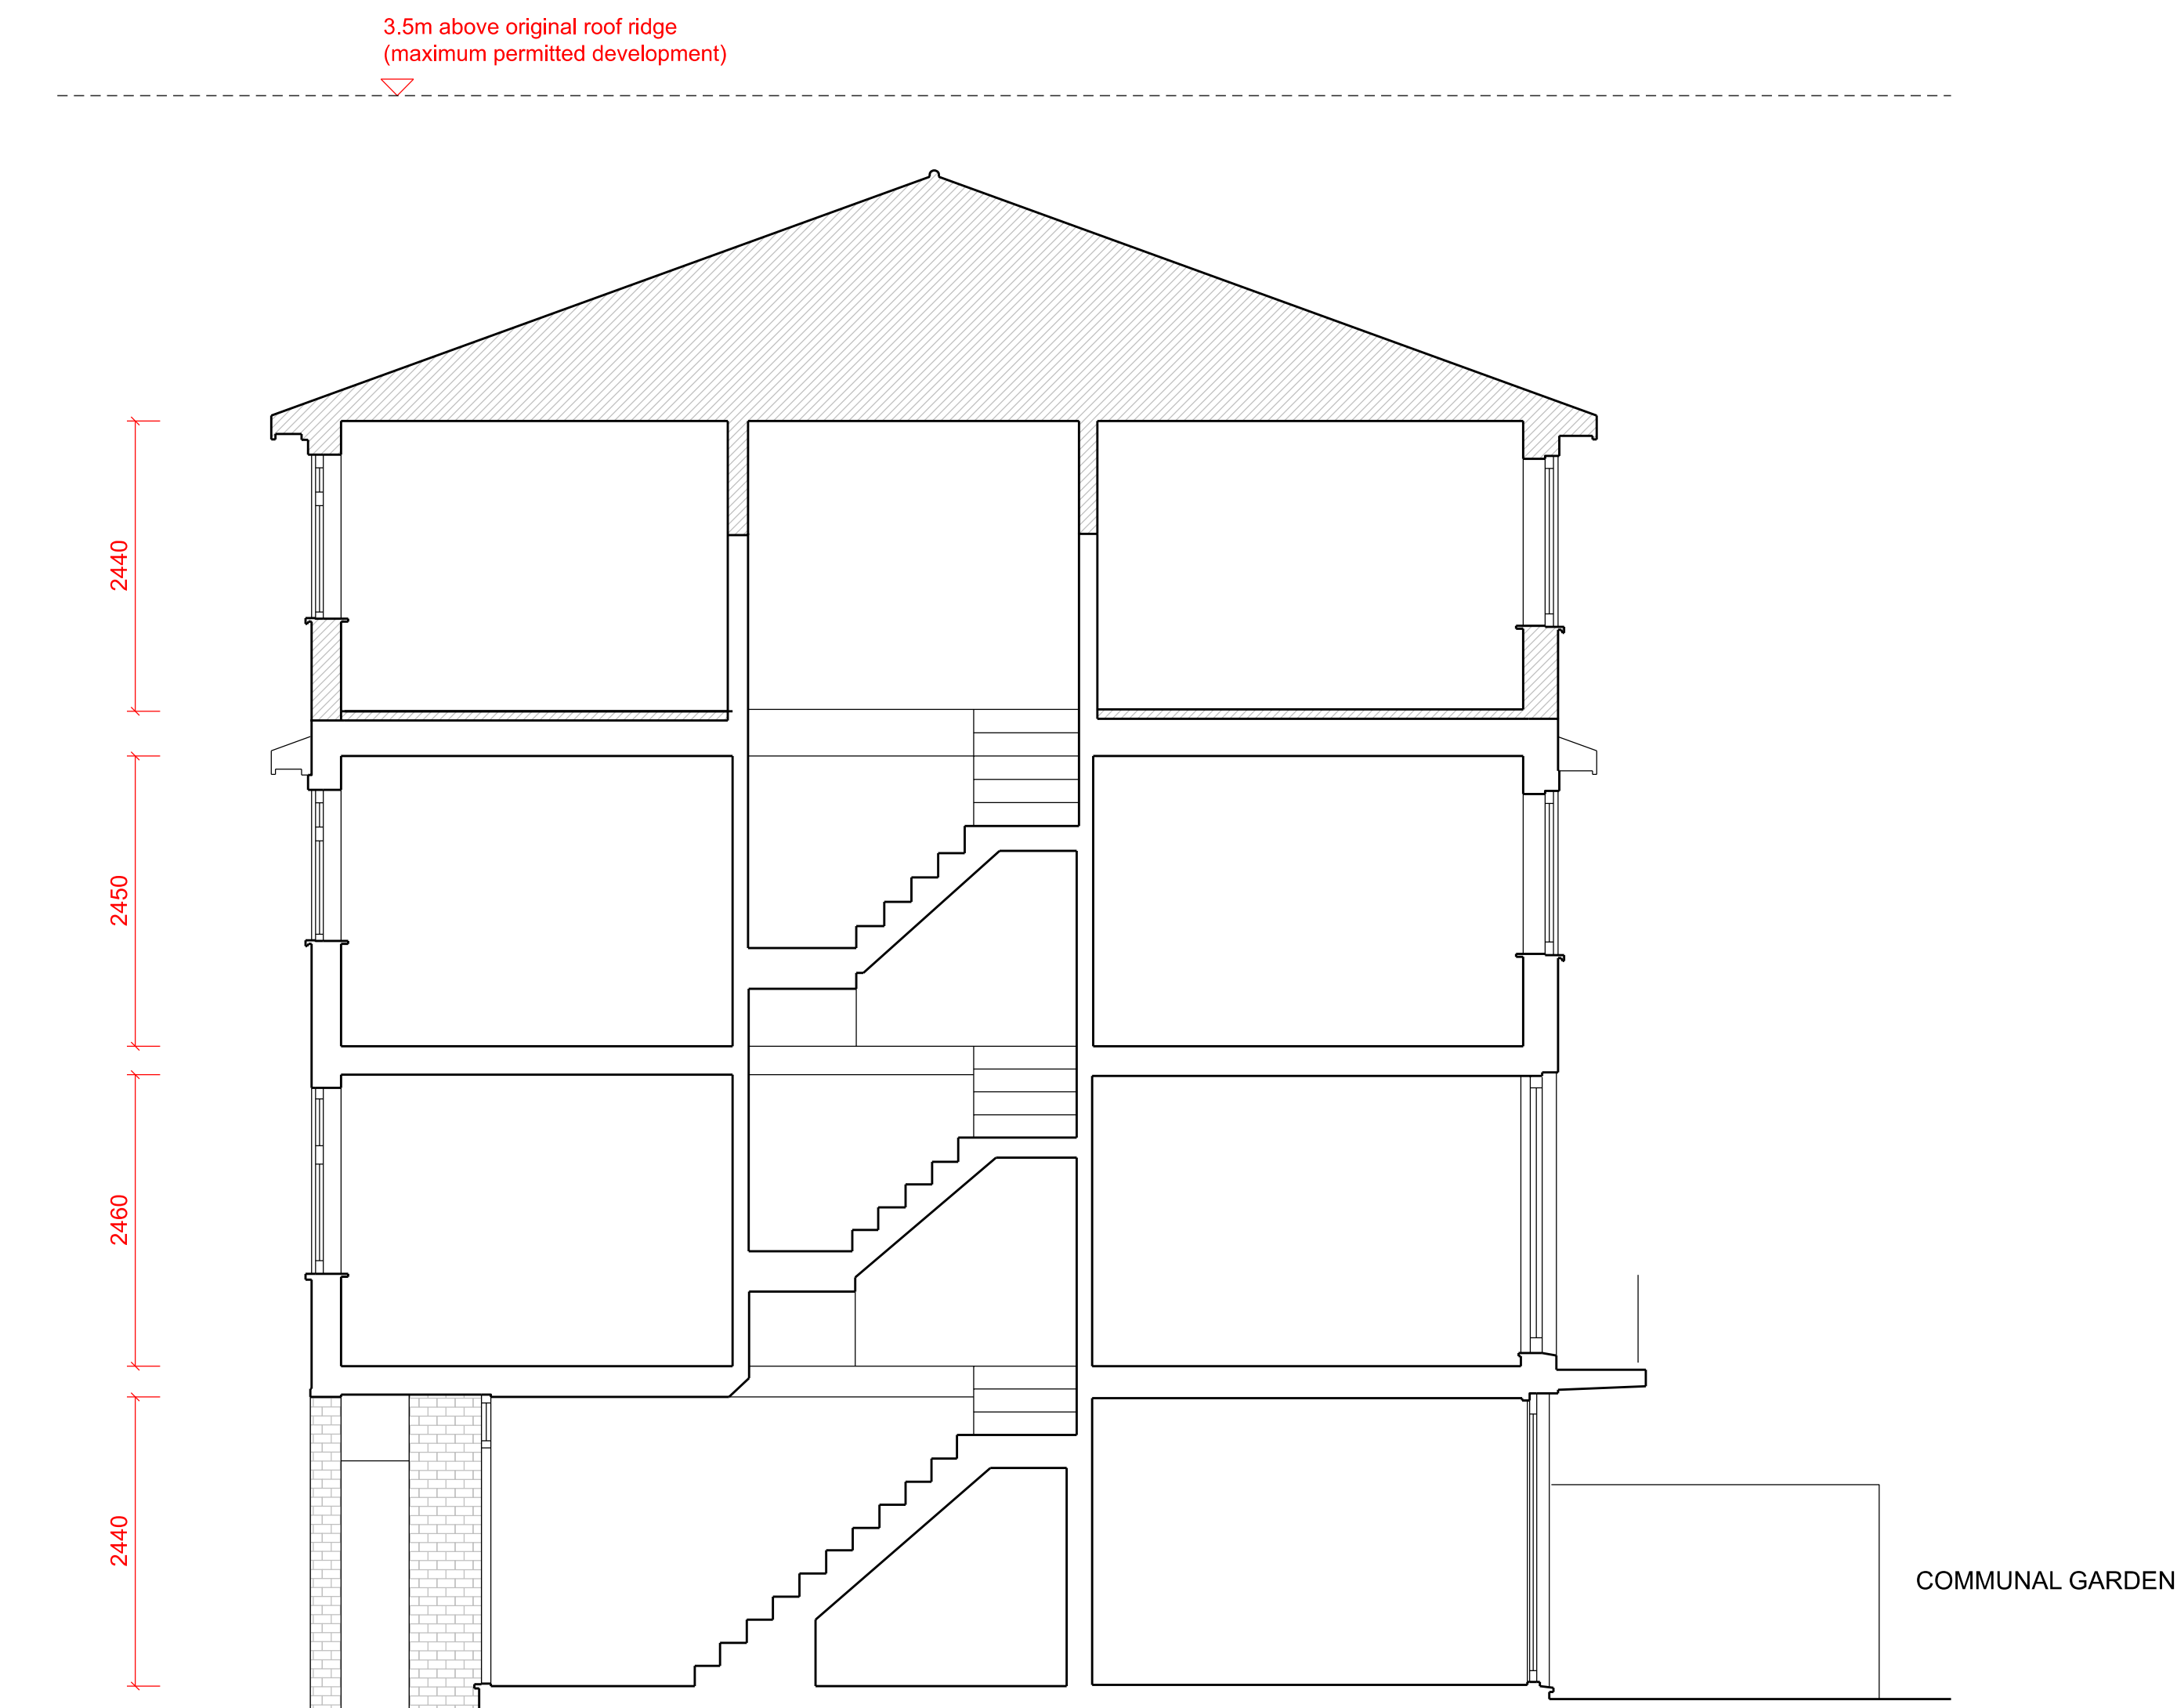 3.5m above original roof ridge
(maximum permitted development)
2440
2450
2460
2440
COMMUNAL GARDEN